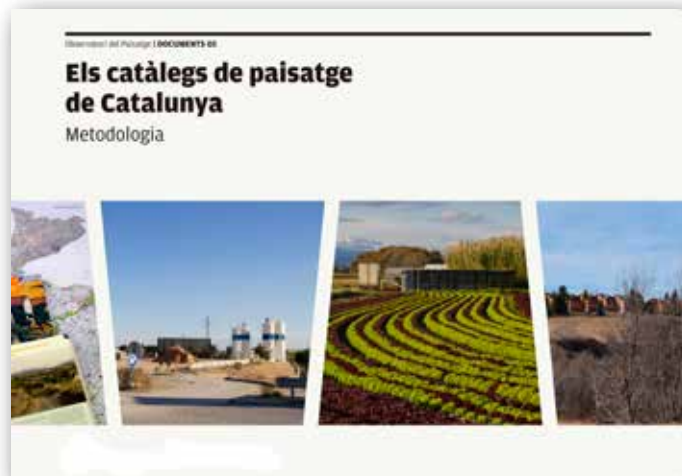 Observatori del Paisatge | DOCUMENTS 03
Els catàlegs de paisatge
de Catalunya
Metodologia